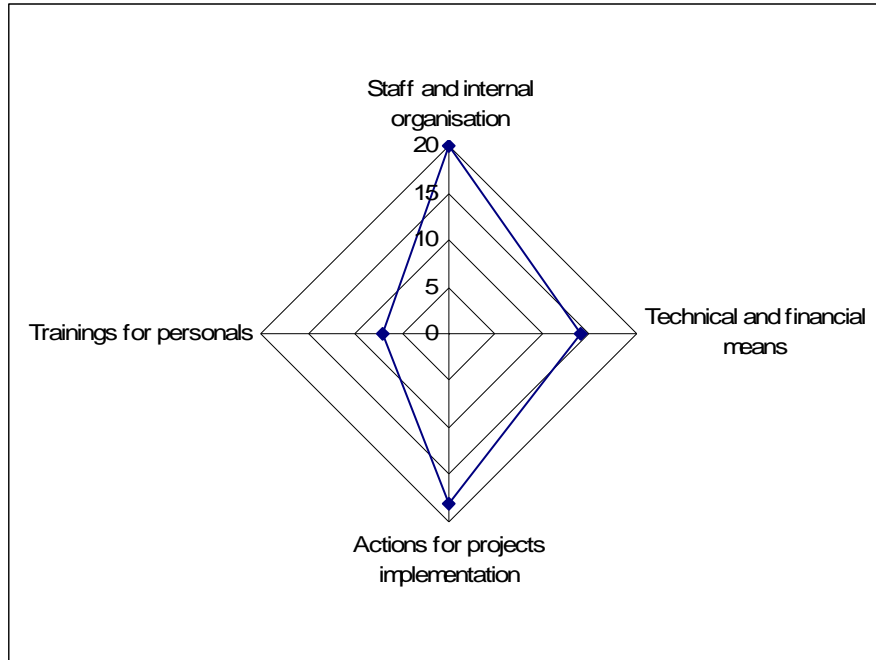 Staff and internal
organisation
20
15
10
5
0
Trainings for personals
Technical and financial
means
Actions for projects
implementation